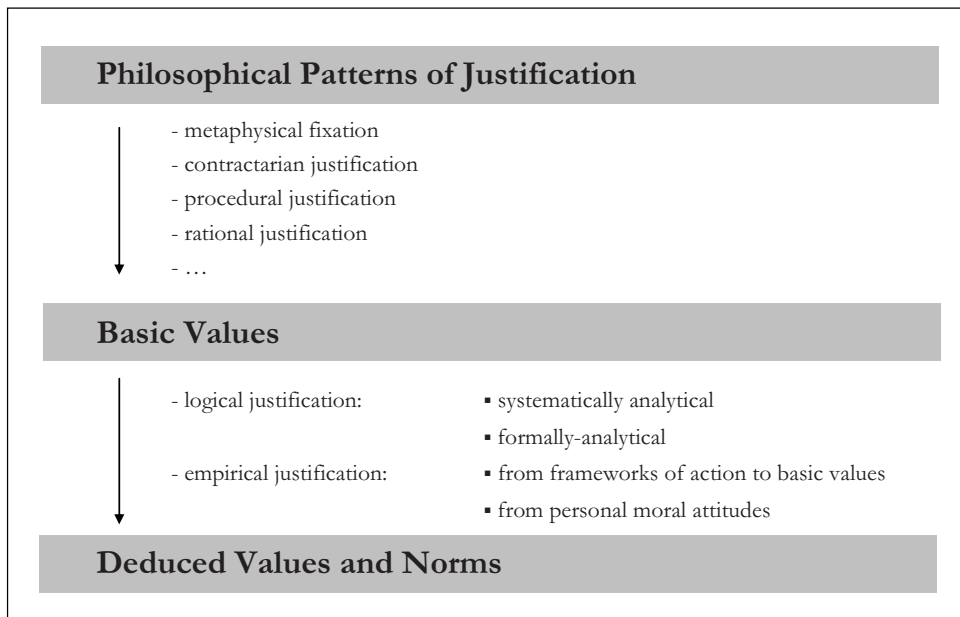 Philosophical Patterns of Justification
- metaphysical fixation
- contractarian justification
- procedural justification
- rational justification
- …
Basic Values
- logical justification: ▪ systematically analytical
▪ formally-analytical
- empirical justification: ▪ from frameworks of action to basic values
▪ from personal moral attitudes
Deduced Values and Norms